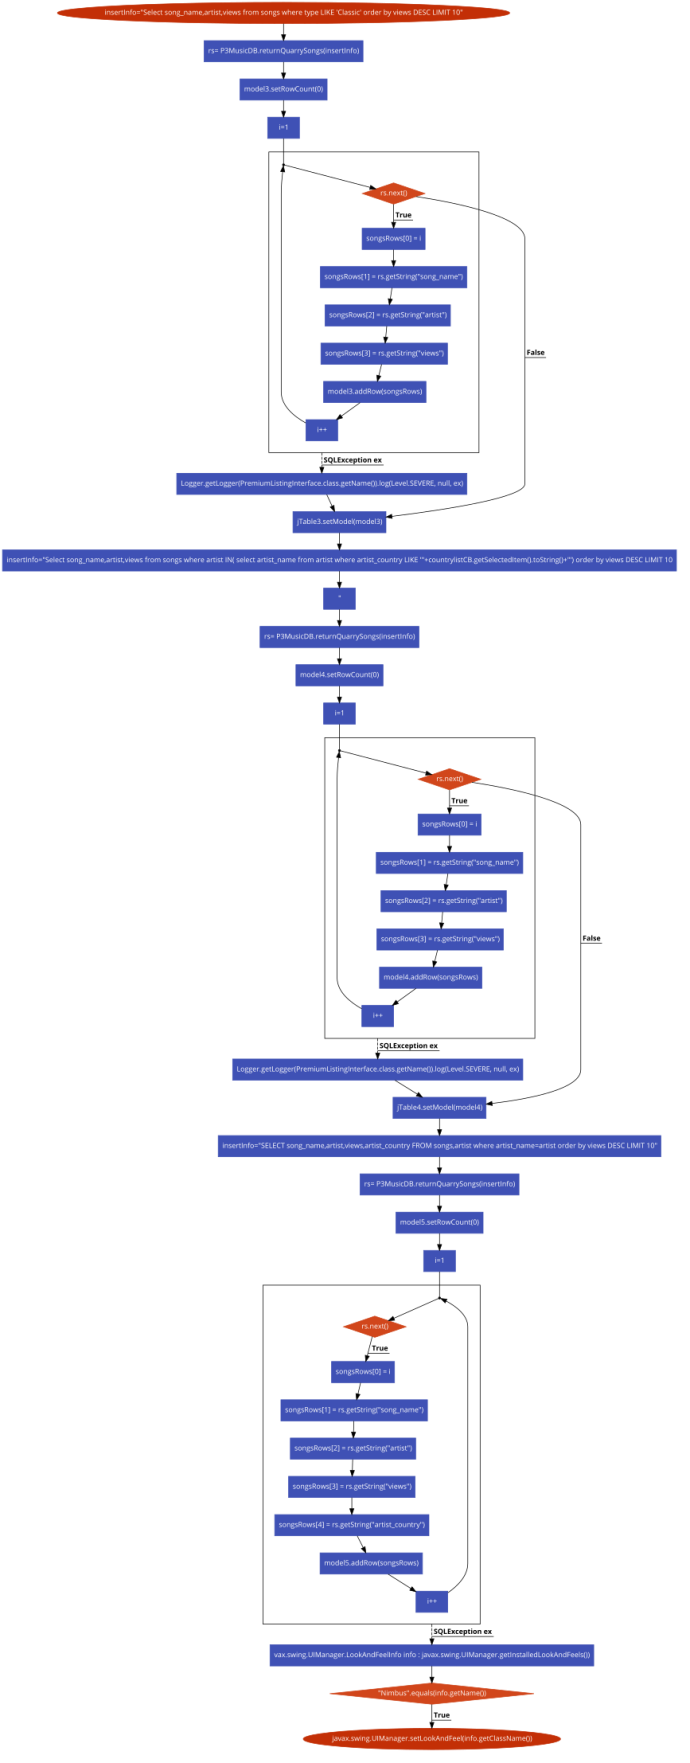 insertInfo="Select song_name,artist,views from songs where type LIKE 'Classic' order by views DESC LIMIT 10"
rs= P3MusicDB.returnQuarrySongs(insertInfo)
model3.setRowCount(0)
i=1
rs.next()
True
songsRows[0] = i
songsRows[1] = rs.getString("song_name")
songsRows[2] = rs.getString("artist")
songsRows[3] = rs.getString("views")
False
model3.addRow(songsRows)
i++
SQLException ex
Logger.getLogger(PremiumListingInterface.class.getName()).log(Level.SEVERE, null, ex)
jTable3.setModel(model3)
insertInfo="Select song_name,artist,views from songs where artist IN( select artist_name from artist where artist_country LIKE '"+countrylistCB.getSelectedItem().toString()+"') order by views DESC LIMIT 10
"
rs= P3MusicDB.returnQuarrySongs(insertInfo)
model4.setRowCount(0)
i=1
rs.next()
True
songsRows[0] = i
songsRows[1] = rs.getString("song_name")
songsRows[2] = rs.getString("artist")
songsRows[3] = rs.getString("views")
False
model4.addRow(songsRows)
i++
SQLException ex
Logger.getLogger(PremiumListingInterface.class.getName()).log(Level.SEVERE, null, ex)
jTable4.setModel(model4)
insertInfo="SELECT song_name,artist,views,artist_country FROM songs,artist where artist_name=artist order by views DESC LIMIT 10"
rs= P3MusicDB.returnQuarrySongs(insertInfo)
model5.setRowCount(0)
i=1
rs.next()
True
songsRows[0] = i
songsRows[1] = rs.getString("song_name")
songsRows[2] = rs.getString("artist")
songsRows[3] = rs.getString("views")
songsRows[4] = rs.getString("artist_country")
model5.addRow(songsRows)
i++
SQLException ex
vax.swing.UIManager.LookAndFeelInfo info : javax.swing.UIManager.getInstalledLookAndFeels())
"Nimbus".equals(info.getName())
True
javax.swing.UIManager.setLookAndFeel(info.getClassName())